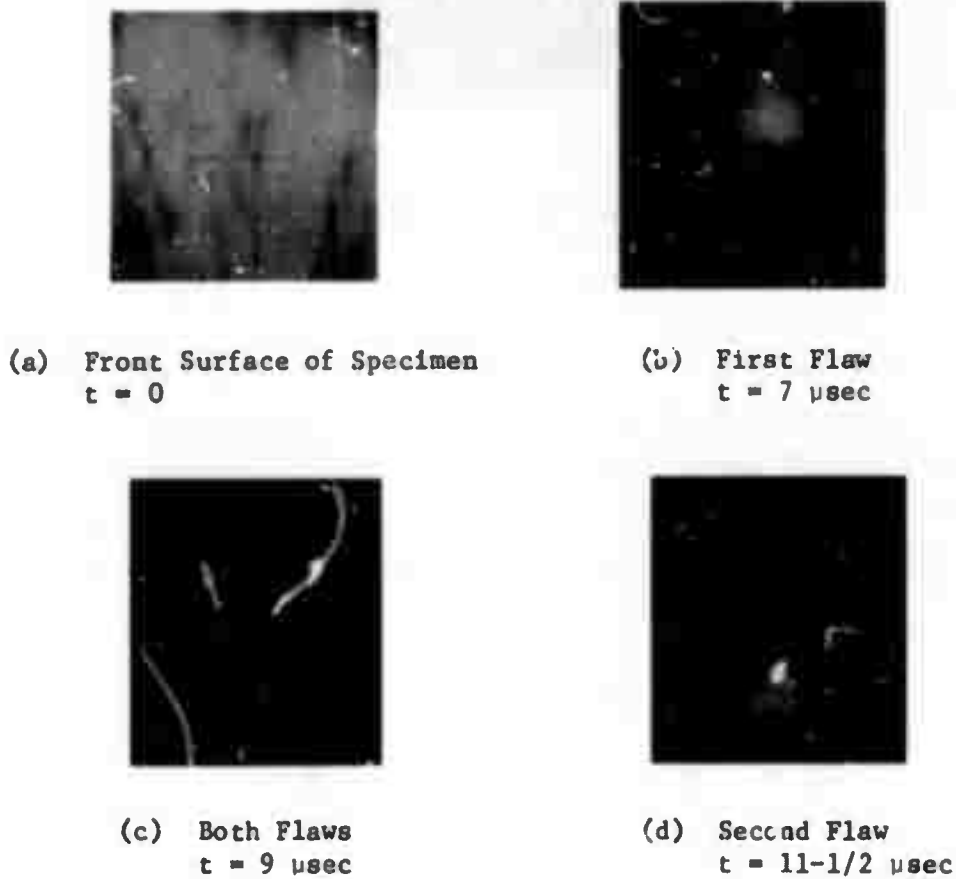 (a) Front Surface of Specimen
t = 0
(b) First Flaw
t = 7 μsec
(c) Both Flaws
t = 9 μsec
(d) Second Flaw
t = 11-1/2 μsec